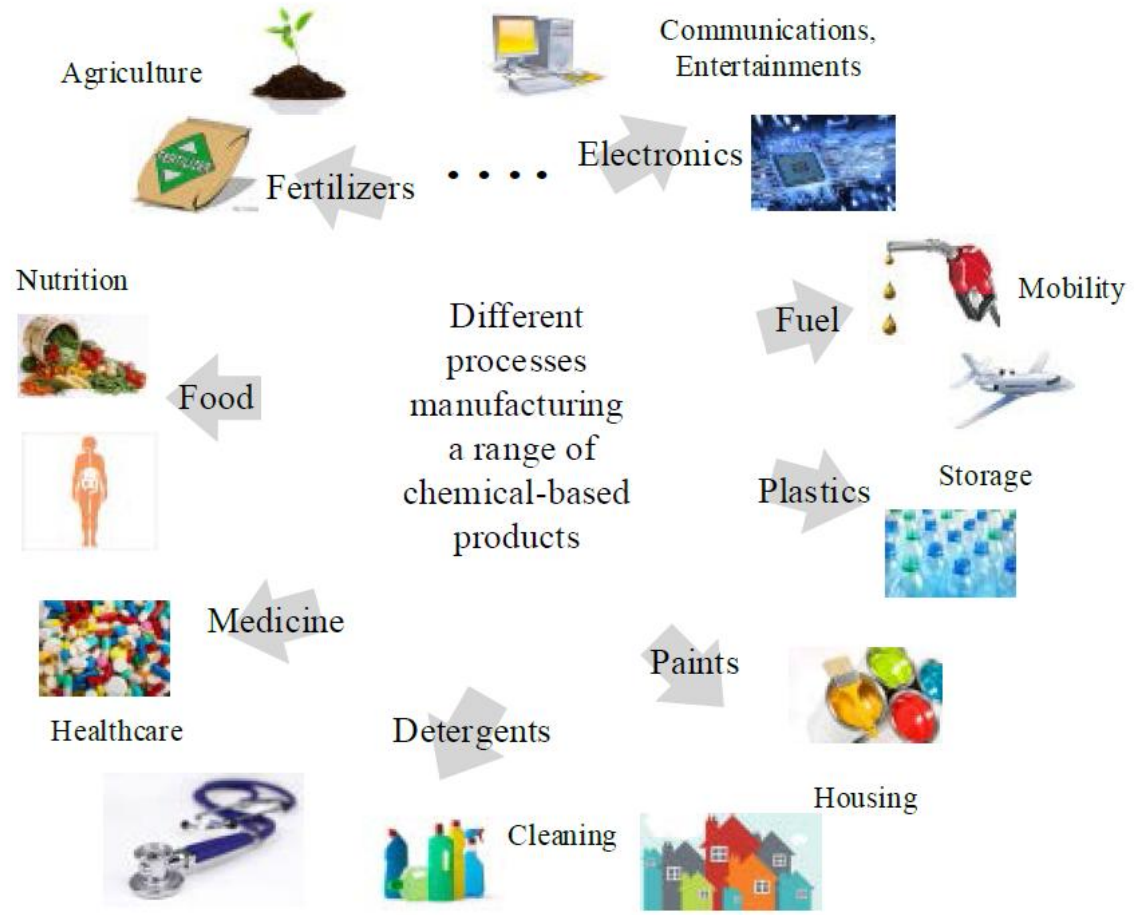 Communications,
Entertainments
Agriculture
Electronics
FERTILIZER
Fertilizers
. . . .
Nutrition
Mobility
Fuel
Different
processes
manufacturing
a range of
chemical-based
products
Food
Storage
Plastics
Medicine
Paints
Healthcare
Detergents
Housing
Cleaning